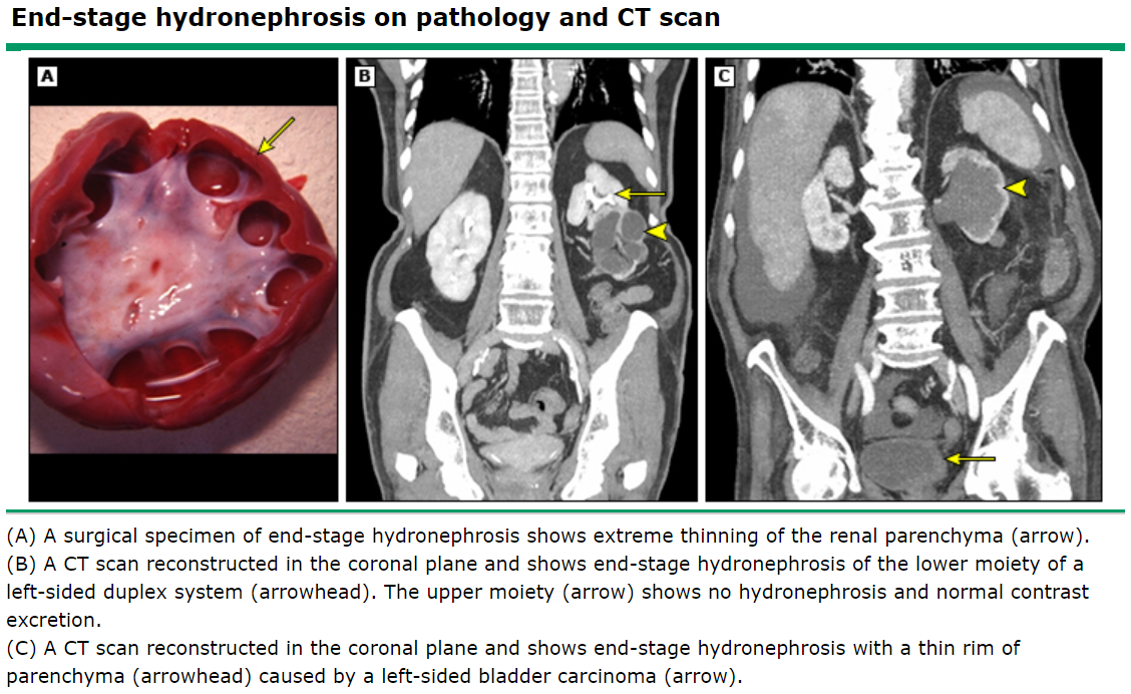 End-stage hydronephrosis on pathology and CT scan
A
B
C
(A) A surgical specimen of end-stage hydronephrosis shows extreme thinning of the renal parenchyma (arrow).
(B) A CT scan reconstructed in the coronal plane and shows end-stage hydronephrosis of the lower moiety of a
left-sided duplex system (arrowhead). The upper moiety (arrow) shows no hydronephrosis and normal contrast
excretion.
(C) A CT scan reconstructed in the coronal plane and shows end-stage hydronephrosis with a thin rim of
parenchyma (arrowhead) caused by a left-sided bladder carcinoma (arrow).